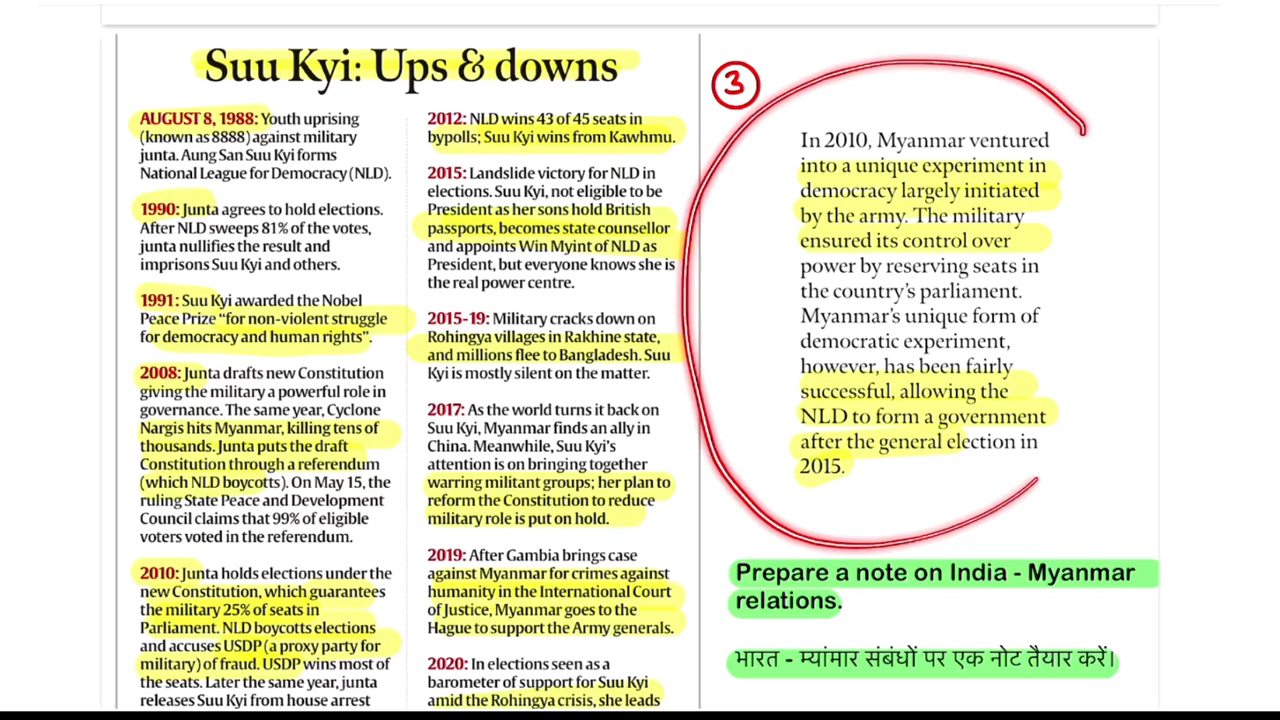 Suu Kyi: Ups & downs
AUGUST 8, 1988: Youth uprising
(known as 8888) against military
junta. Aung San Suu Kyi forms
National League for Democracy (NLD).
1990: Junta agrees to hold elections.
After NLD sweeps 81% of the votes,
junta nullifies the result and
imprisons Suu Kyi and others.
1991: Suu Kyi awarded the Nobel
Peace Prize “for non-violent struggle
for democracy and human rights”.
2008: Junta drafts new Constitution
giving the military a powerful role in
governance. The same year, Cyclone
Nargis hits Myanmar, killing tens of
thousands. Junta puts the draft
Constitution through a referendum
(which NLD boycotts). On May 15, the
ruling State Peace and Development
Council claims that 99% of eligible
voters voted in the referendum.
2010: Junta holds elections under the
new Constitution, which guarantees
the military 25% of seats in
Parliament. NLD boycotts elections
and accuses USDP (a proxy party for
military) of fraud. USDP wins most of
the seats. Later the same year, junta
releases Suu Kyi from house arrest
2012: NLD wins 43 of 45 seats in
bypolls; Suu Kyi wins from Kawhmu.
2015: Landslide victory for NLD in
elections. Suu Kyi, not eligible to be
President as her sons hold British
passports, becomes state counsellor
and appoints Win Myint of NLD as
President, but everyone knows she is
the real power centre.
2015-19: Military cracks down on
Rohingya villages in Rakhine state,
and millions flee to Bangladesh. Suu
Kyi is mostly silent on the matter.
2017: As the world turns it back on
Suu Kyi, Myanmar finds an ally in
China. Meanwhile, Suu Kyi's
attention is on bringing together
warring militant groups; her plan to
reform the Constitution to reduce
military role is put on hold.
2019: After Gambia brings case
against Myanmar for crimes against
humanity in the International Court
of Justice, Myanmar goes to the
Hague to support the Army generals.
2020: In elections seen as a
barometer of support for Suu Kyi
amid the Rohingya crisis, she leads
3
In 2010, Myanmar ventured
into a unique experiment in
democracy largely initiated
by the army. The military
ensured its control over
power by reserving seats in
the country's parliament.
Myanmar's unique form of
democratic experiment,
however, has been fairly
successful, allowing the
NLD to form a government
after the general election in
2015.
Prepare a note on India - Myanmar
relations.
भारत - म्यांमार संबंधों पर एक नोट तैयार करें।